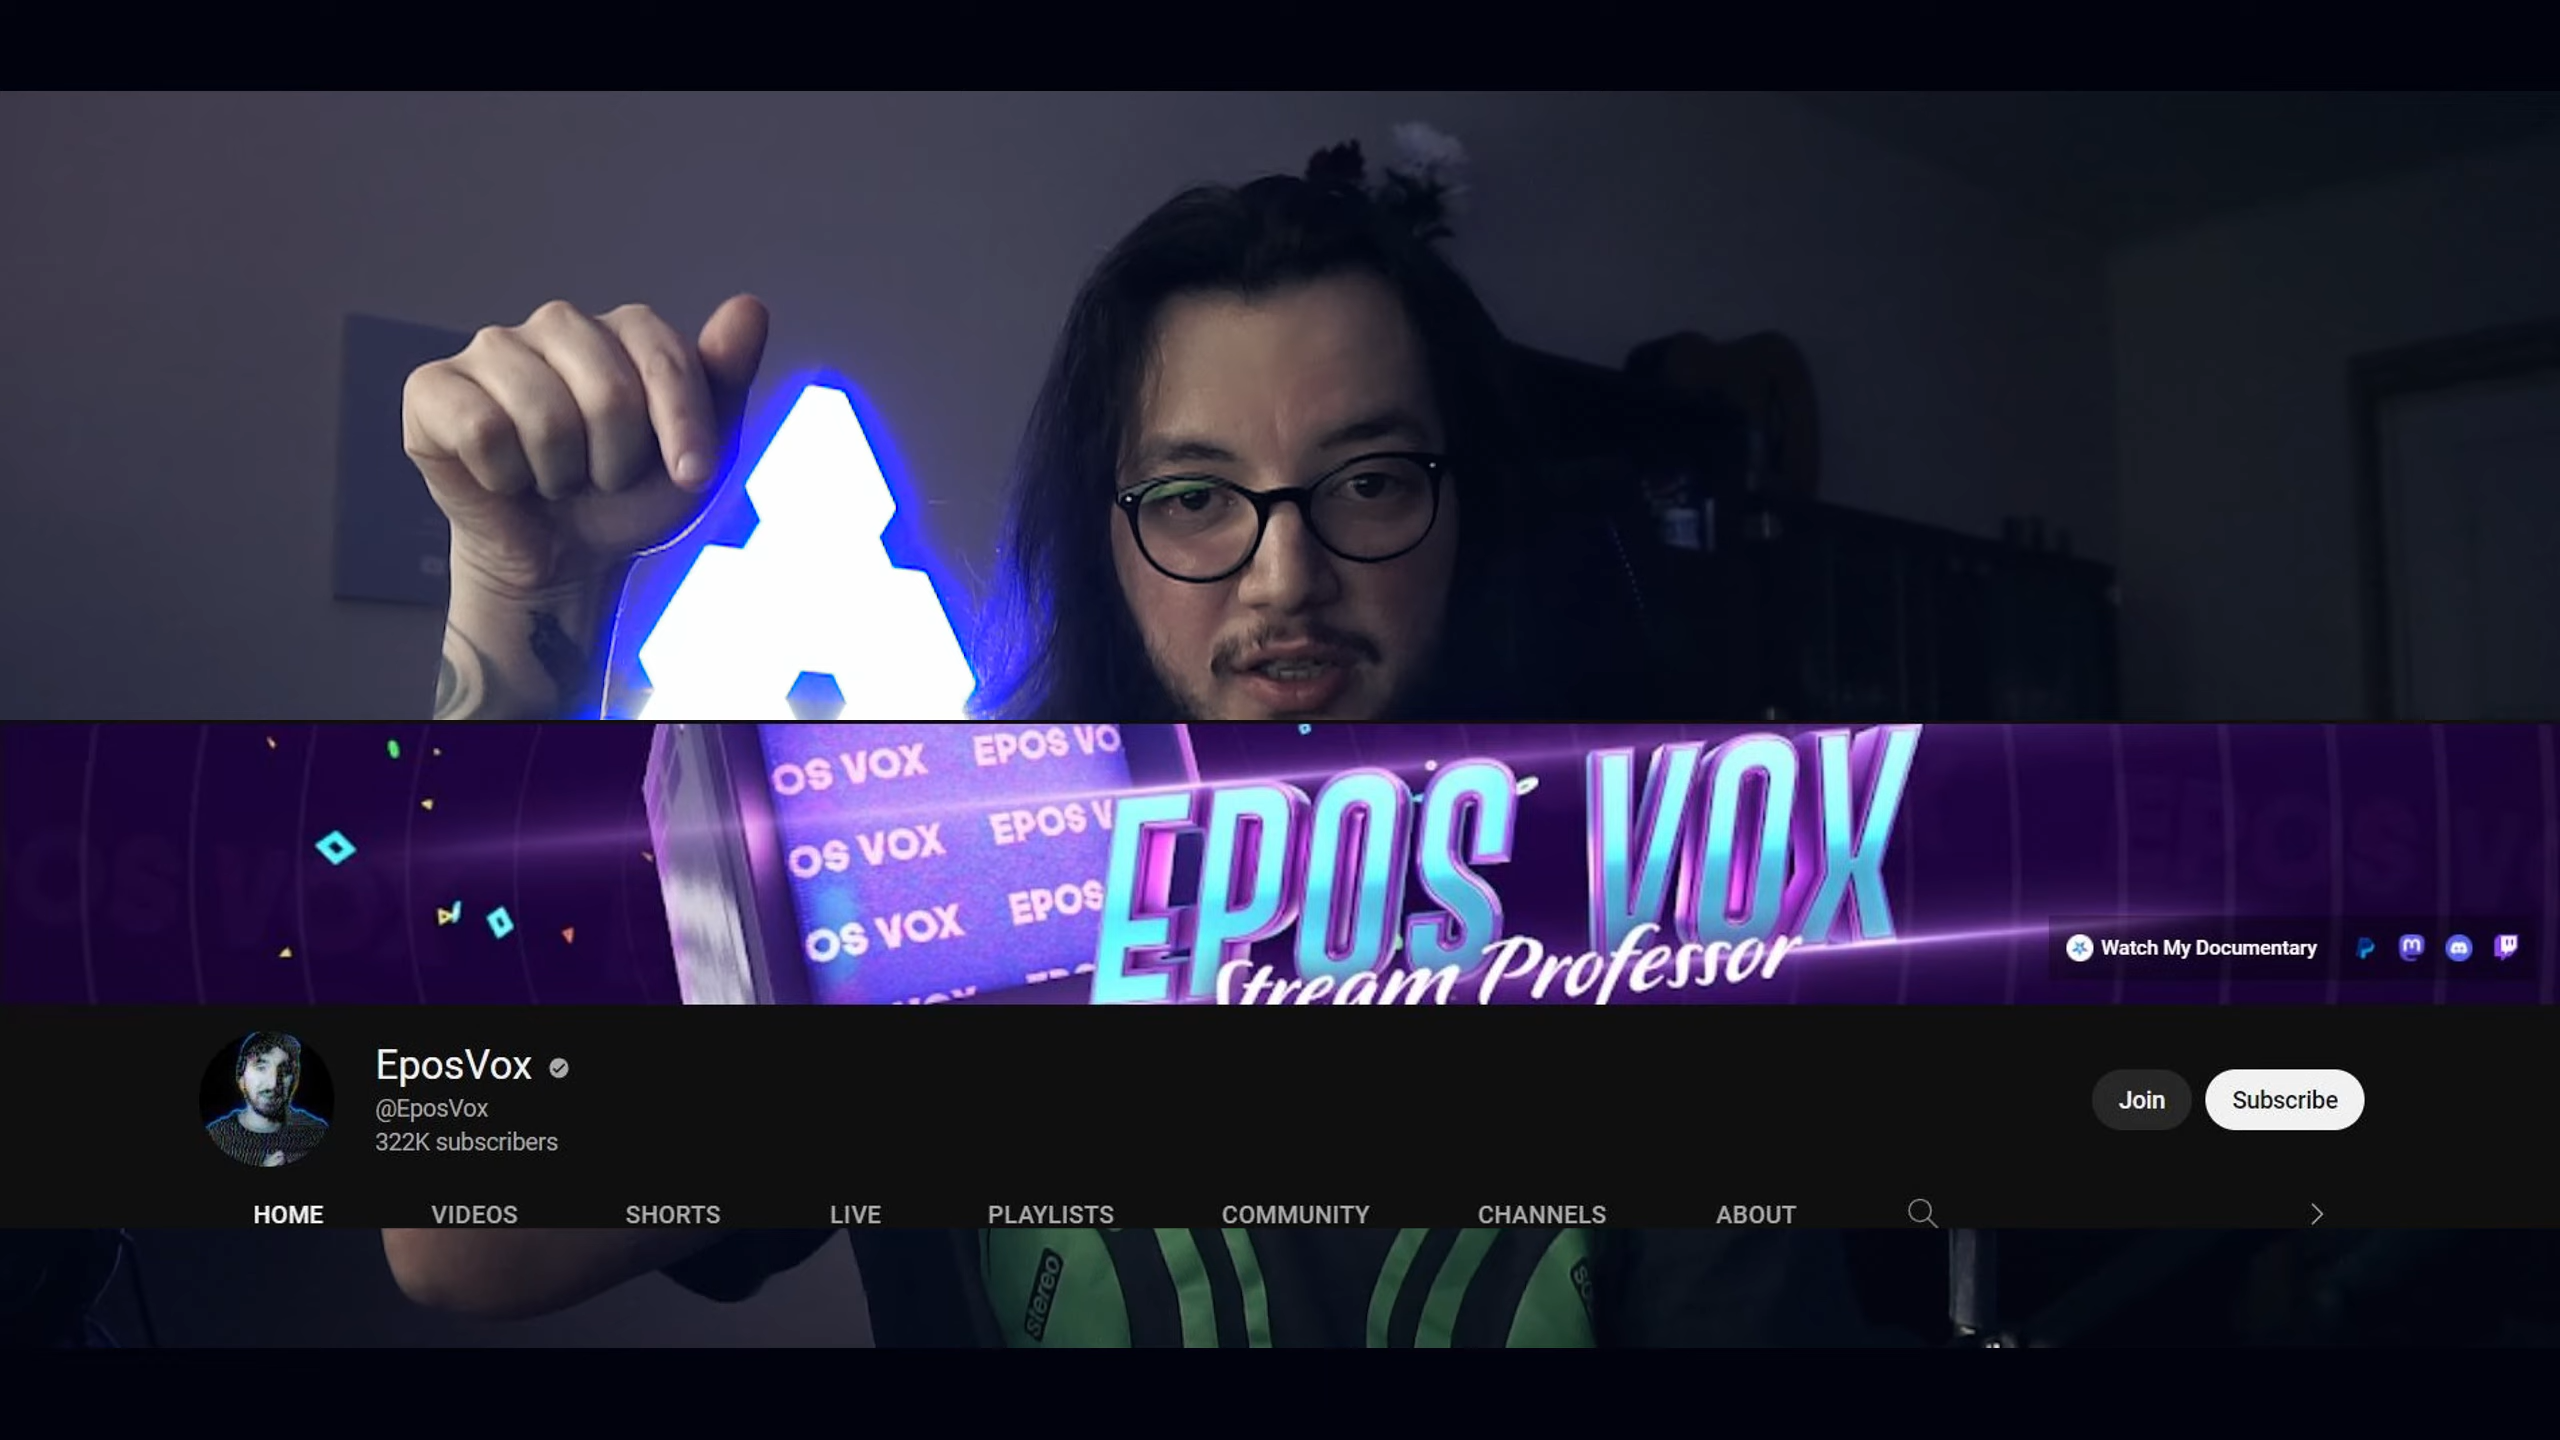 OS VOX EPOS VO
OS VOX EPOS V
OS VOX EPOS
EPOS VOX
Stream Professor
Watch My Documentary
EposVox
@EposVox
322K subscribers
Join
Subscribe
HOME VIDEOS SHORTS LIVE PLAYLISTS COMMUNITY CHANNELS ABOUT
stereo